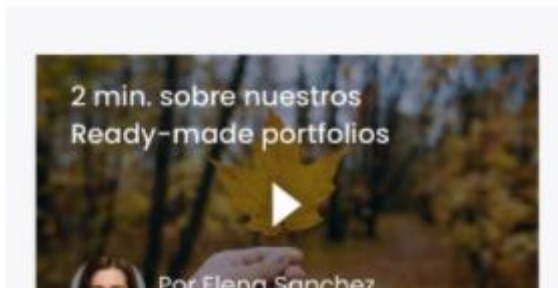 2 min. sobre nuestros
Ready-made portfolios
Por Elena Sanchez